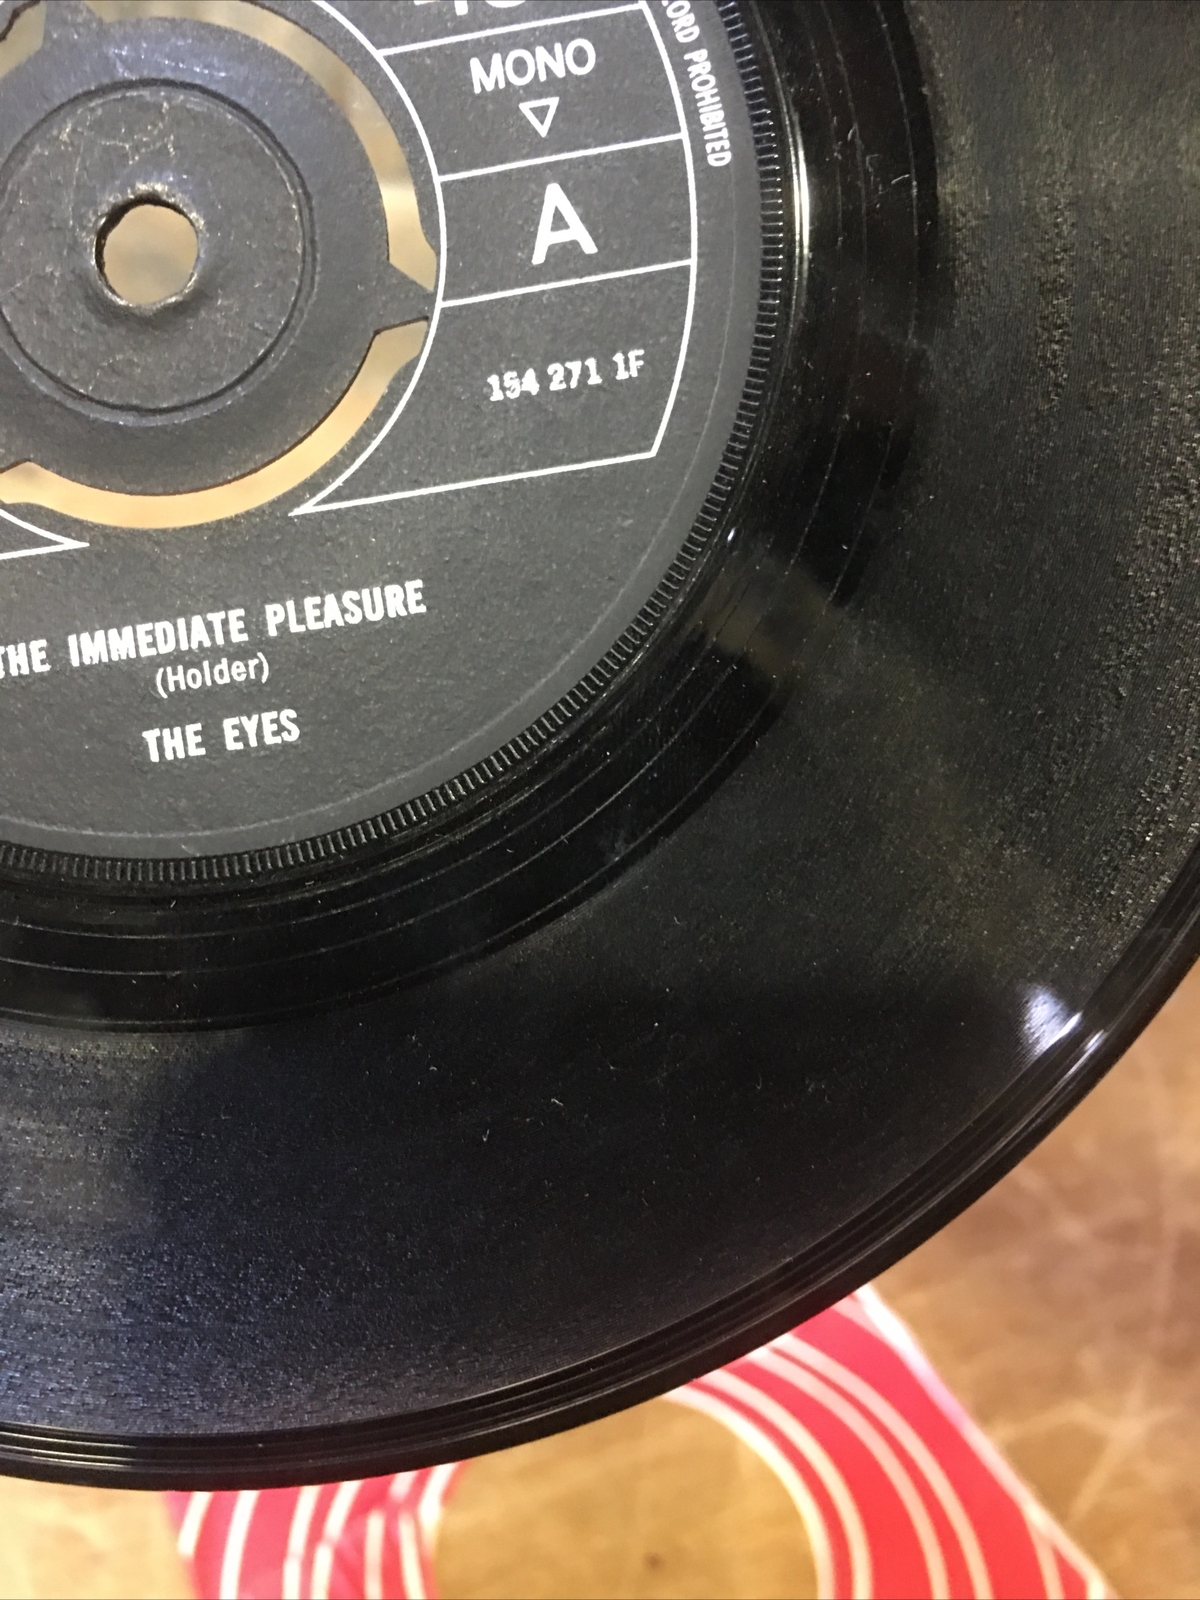 ORD PROHIBITED
MONO
A
154 271 1F
THE IMMEDIATE PLEASURE
(Holder)
THE EYES